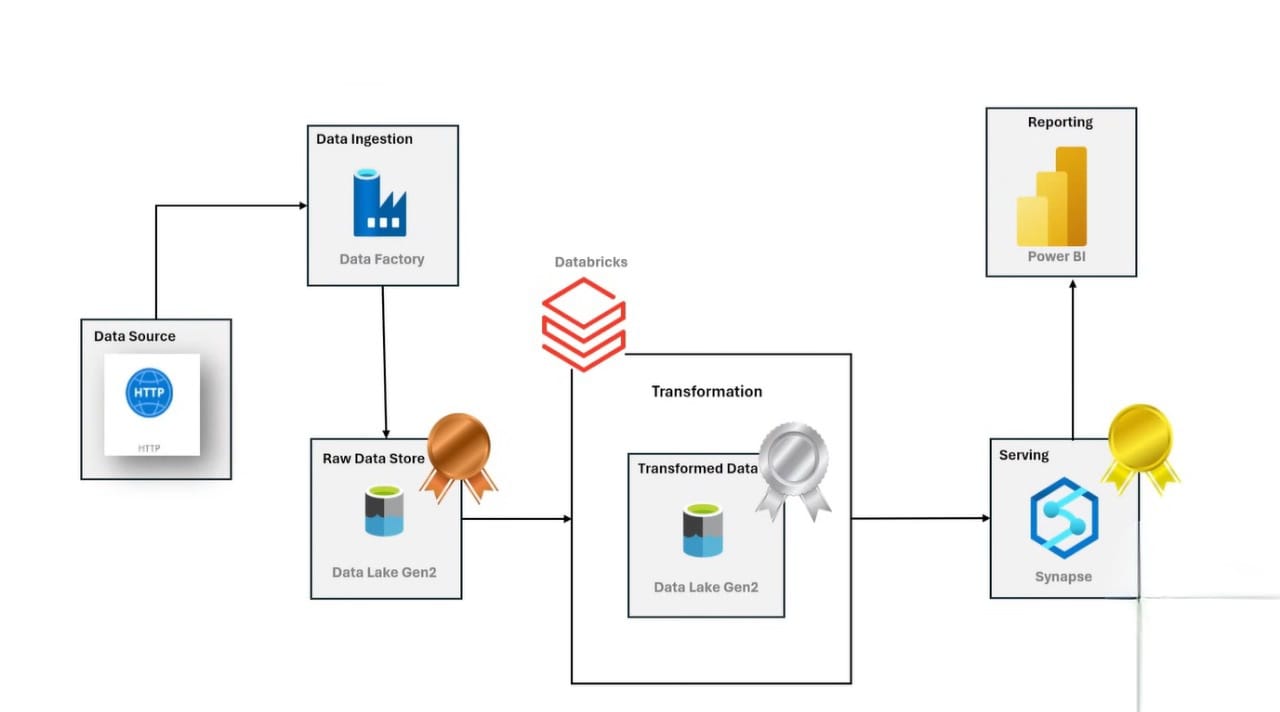 Data Source
HTTP
HTTP
Data Ingestion
Data Factory
Raw Data Store
Data Lake Gen2
Databricks
Transformation
Transformed Data
Data Lake Gen2
Serving
Synapse
Reporting
Power BI